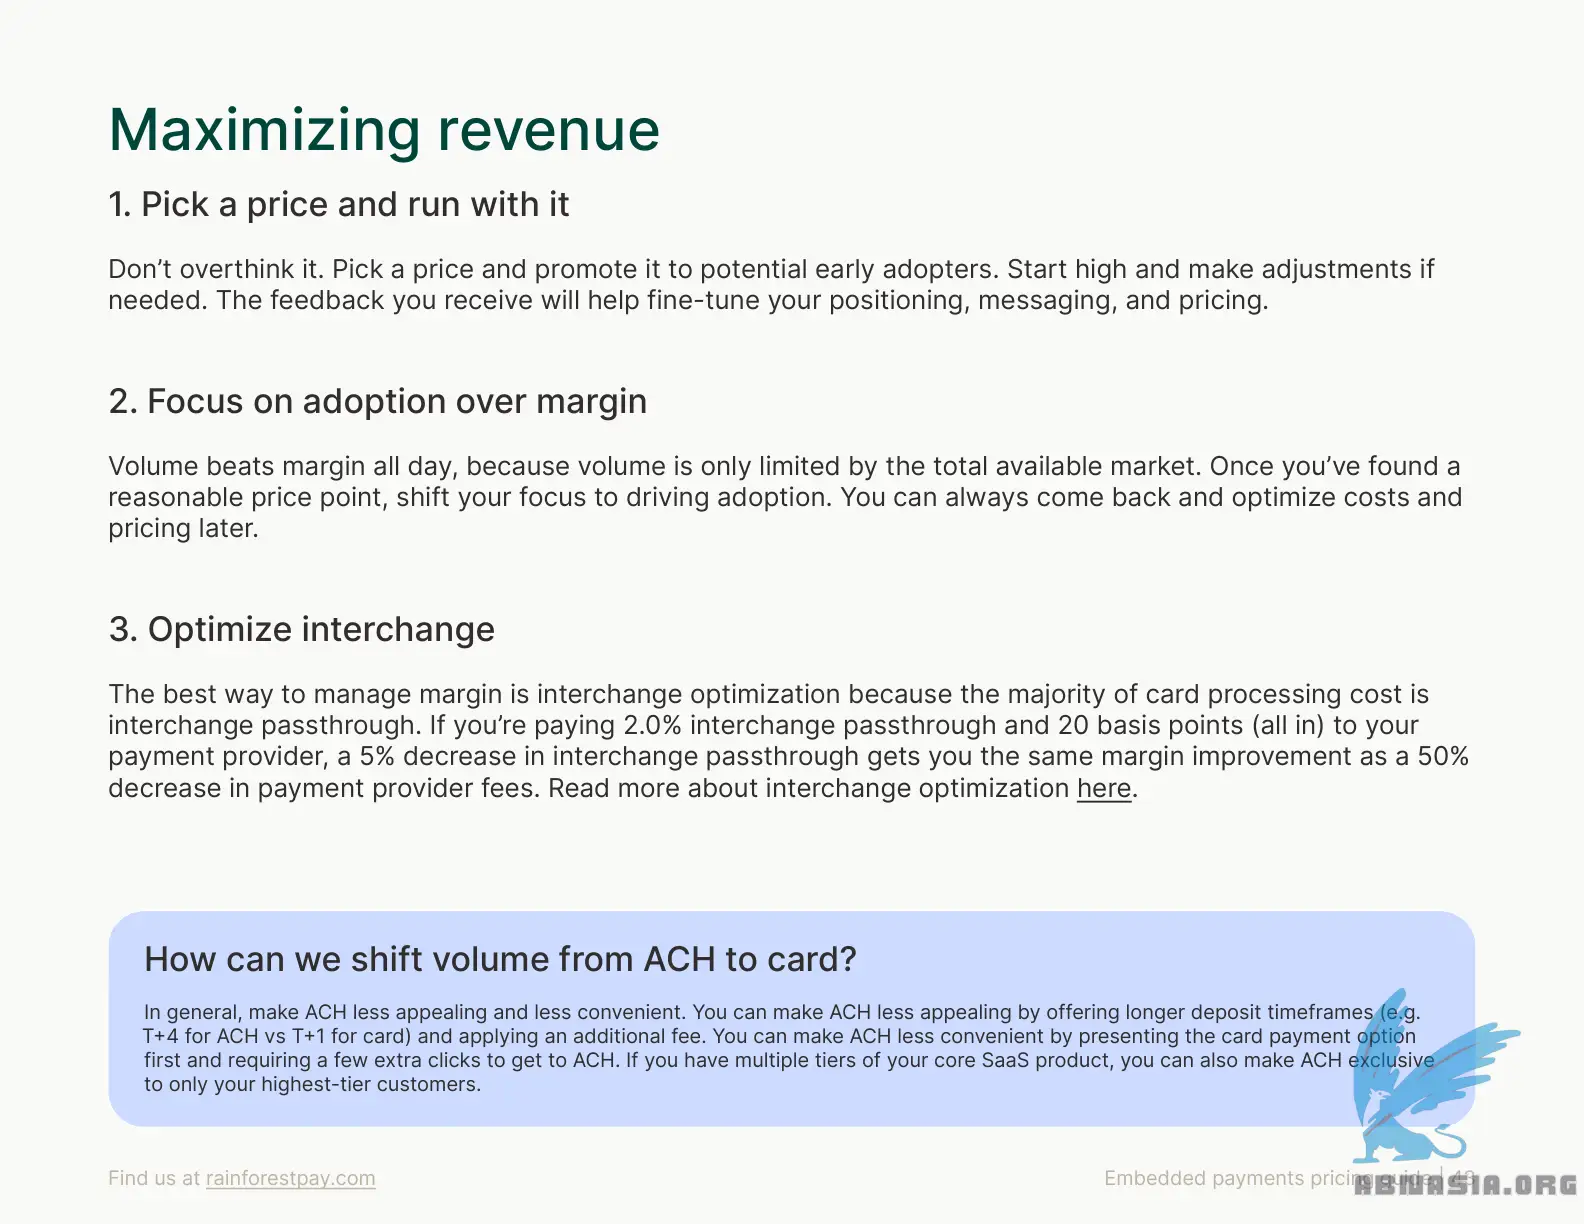 Maximizing revenue
1. Pick a price and run with it
Don’t overthink it. Pick a price and promote it to potential early adopters. Start high and make adjustments if
needed. The feedback you receive will help fine-tune your positioning, messaging, and pricing.
2. Focus on adoption over margin
Volume beats margin all day, because volume is only limited by the total available market. Once you’ve found a
reasonable price point, shift your focus to driving adoption. You can always come back and optimize costs and
pricing later.
3. Optimize interchange
The best way to manage margin is interchange optimization because the majority of card processing cost is
interchange passthrough. If you’re paying 2.0% interchange passthrough and 20 basis points (all in) to your
payment provider, a 5% decrease in interchange passthrough gets you the same margin improvement as a 50%
decrease in payment provider fees. Read more about interchange optimization here.
How can we shift volume from ACH to card?
In general, make ACH less appealing and less convenient. You can make ACH less appealing by offering longer deposit timeframes (e.g.
T+4 for ACH vs T+1 for card) and applying an additional fee. You can make ACH less convenient by presenting the card payment option
first and requiring a few extra clicks to get to ACH. If you have multiple tiers of your core SaaS product, you can also make ACH exclusive
to only your highest-tier customers.
Find us at rainforestpay.com
Embedded payments pricing guide |
ABNASIA.ORG